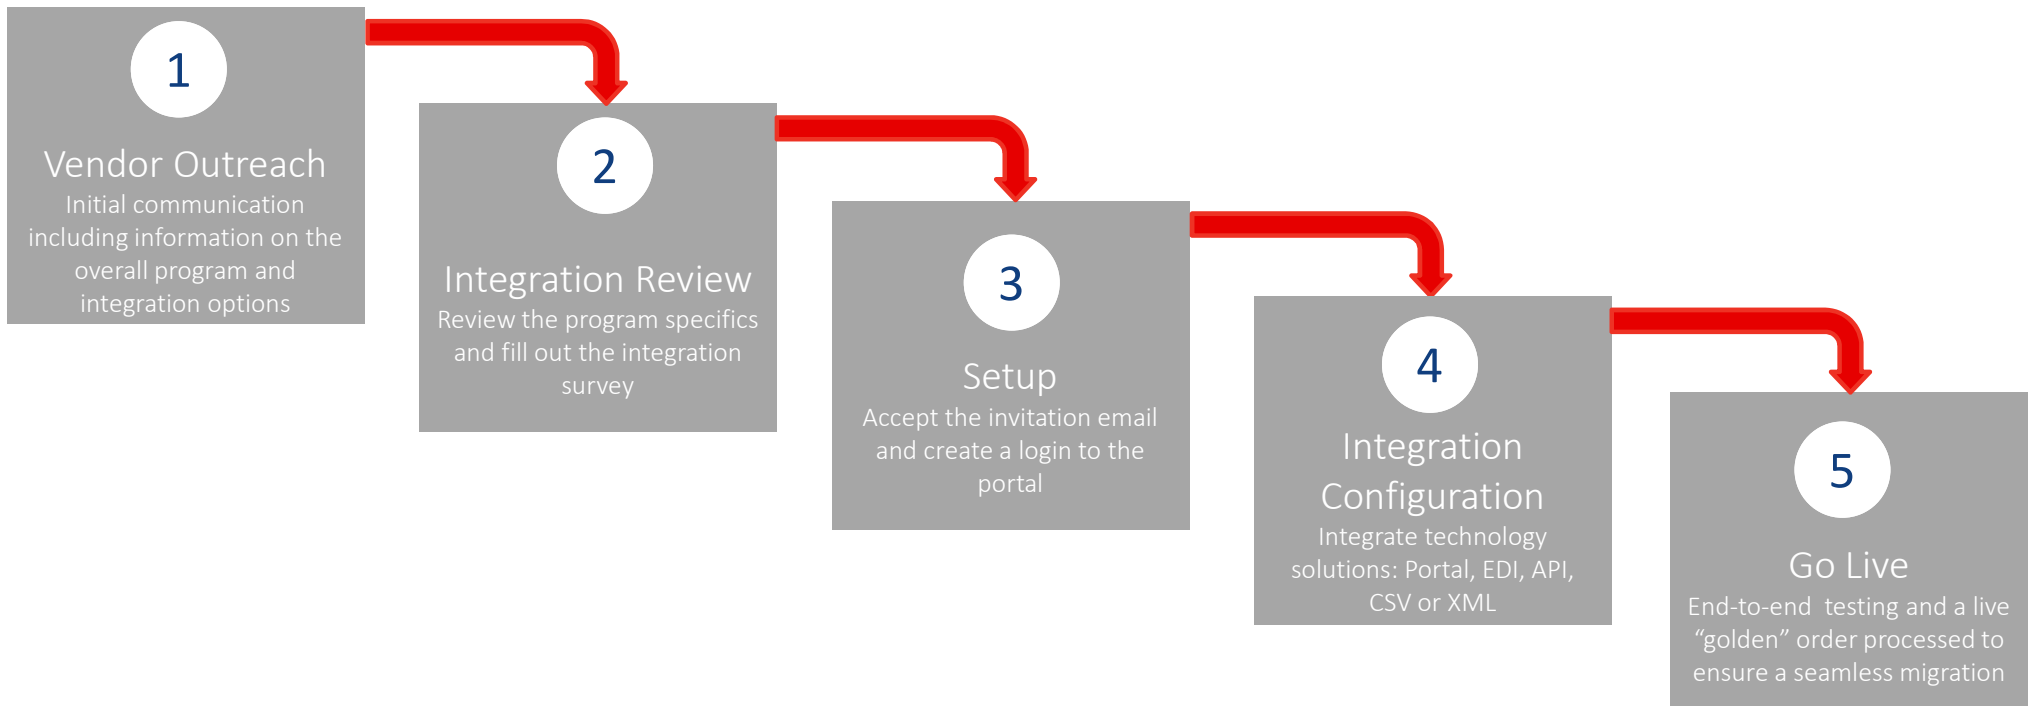 1
Vendor Outreach
Initial communication
including information on the
overall program and
integration options
2
Integration Review
Review the program specifics
and fill out the integration
survey
3
Setup
Accept the invitation email
and create a login to the
portal
4
Integration
Configuration
Integrate technology
solutions: Portal, EDI, API,
CSV or XML
5
Go Live
End-to-end  testing and a live
“golden” order processed to
ensure a seamless migration